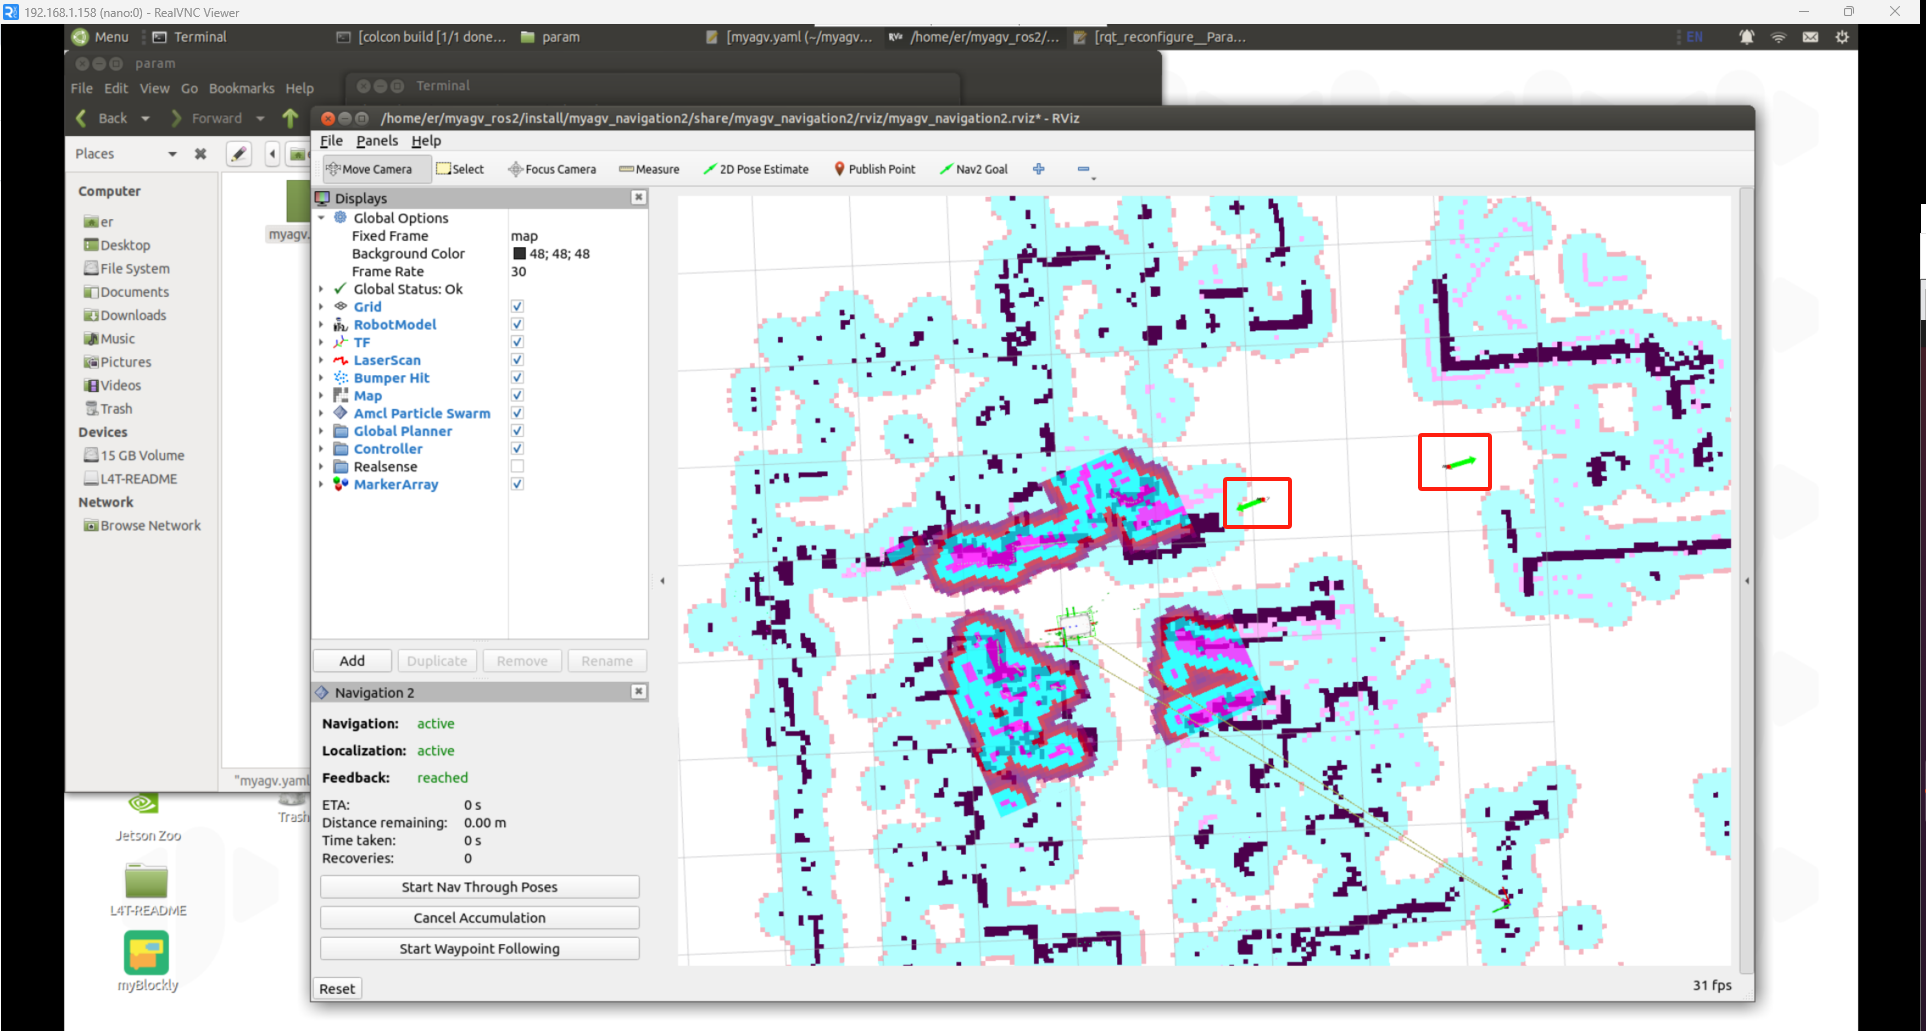 192.168.1.158 (nano:0) - RealVNC Viewer
Menu Terminal [colcon build [1/1 done... param [myagv.yaml (~/myagv... /home/er/myagv_ros2/... [rqt_reconfigure__Para... EN
param
File Edit View Go Bookmarks Help
Terminal
Back Forward
/home/er/myagv_ros2/install/myagv_navigation2/share/myagv_navigation2/rviz/myagv_navigation2.rviz* - RViz
File Panels Help
Move Camera Select Focus Camera Measure 2D Pose Estimate Publish Point Nav2 Goal
Places
Computer
er
Desktop
File System
Documents
Downloads
Music
Pictures
Videos
Trash
Devices
15 GB Volume
L4T-README
Network
Browse Network
myagv.
"myagv.yaml
Displays
Global Options
Fixed Frame map
Background Color 48; 48; 48
Frame Rate 30
Global Status: Ok
Grid
RobotModel
TF
LaserScan
Bumper Hit
Map
Amcl Particle Swarm
Global Planner
Controller
Realsense
MarkerArray
Add Duplicate Remove Rename
Navigation 2
Navigation: active
Localization: active
Feedback: reached
ETA: 0 s
Distance remaining: 0.00 m
Time taken: 0 s
Recoveries: 0
Start Nav Through Poses
Cancel Accumulation
Start Waypoint Following
Reset
31 fps
Trash
Jetson Zoo
L4T-README
myBlockly